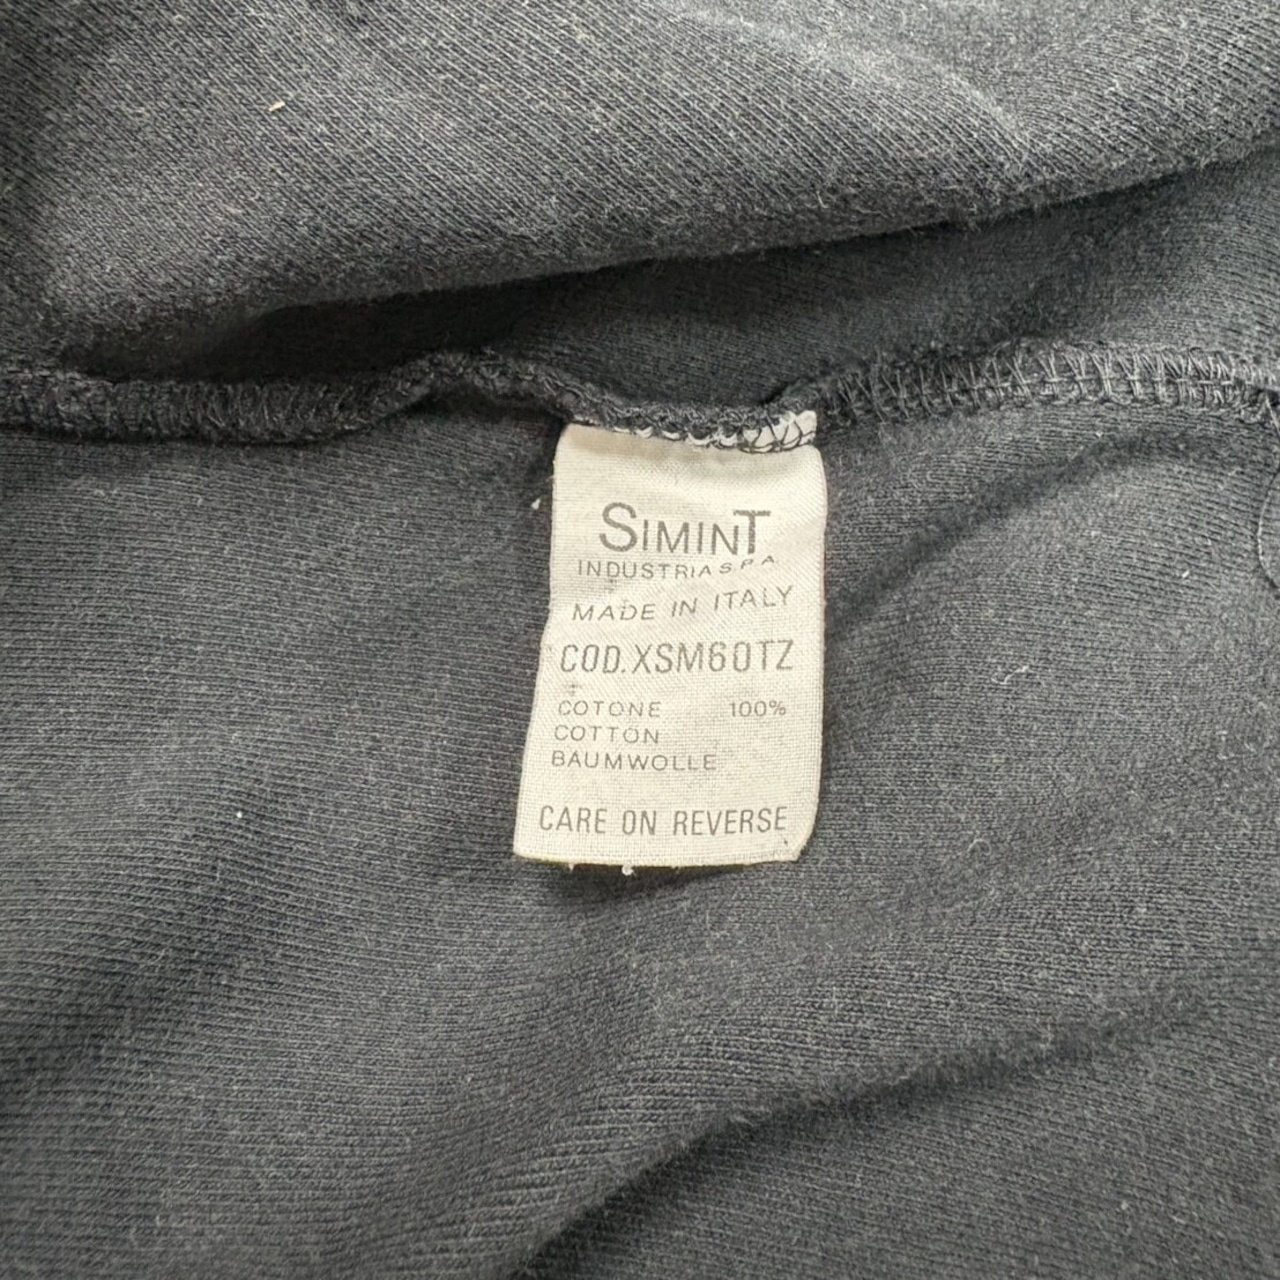 SIMINT
INDUSTRIA S.P.A
MADE IN ITALY
COD.XSM60TZ
COTONE 100%
COTTON
BAUMWOLLE
CARE ON REVERSE